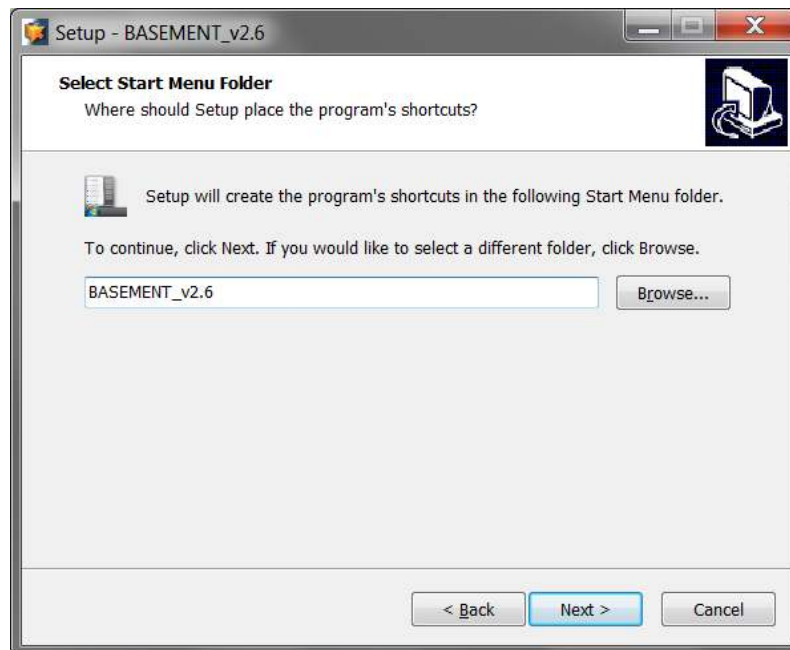 Setup - BASEMENT_v2.6
Select Start Menu Folder
Where should Setup place the program's shortcuts?
Setup will create the program's shortcuts in the following Start Menu folder.
To continue, click Next. If you would like to select a different folder, click Browse.
BASEMENT_v2.6
Browse...
< Back
Next >
Cancel